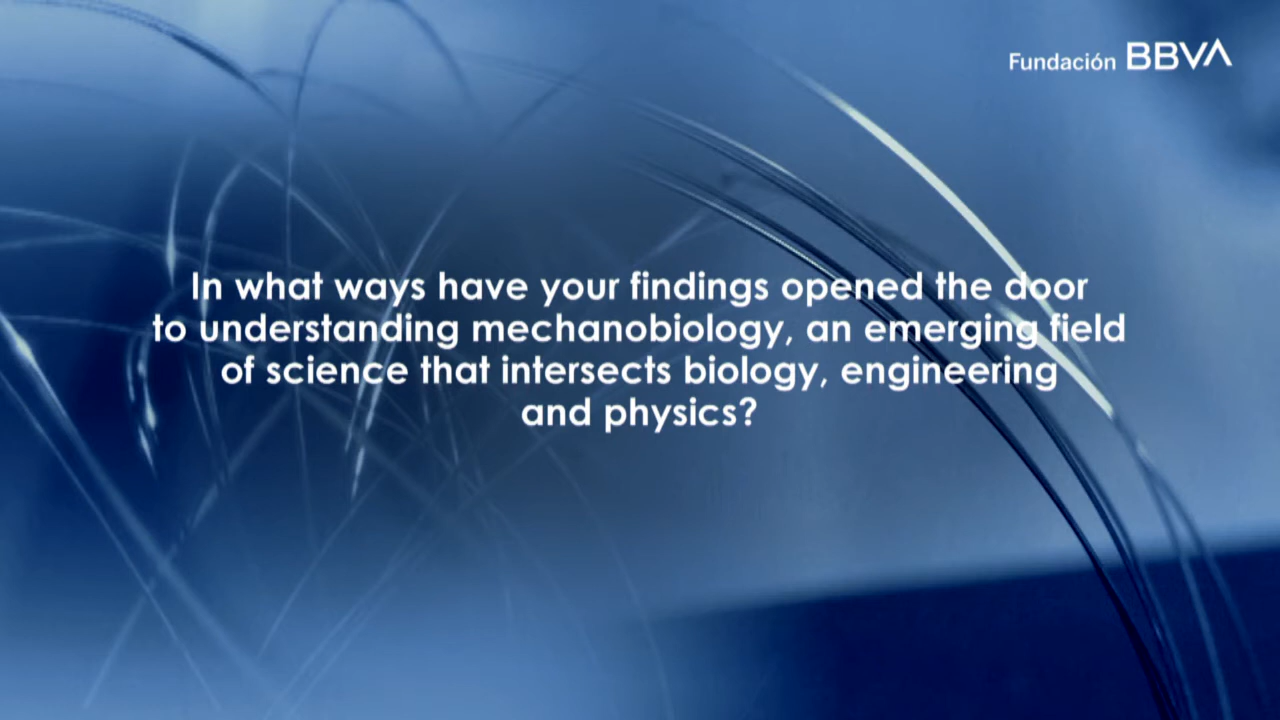 Fundación BBVA
In what ways have your findings opened the door
to understanding mechanobiology, an emerging field
of science that intersects biology, engineering
and physics?